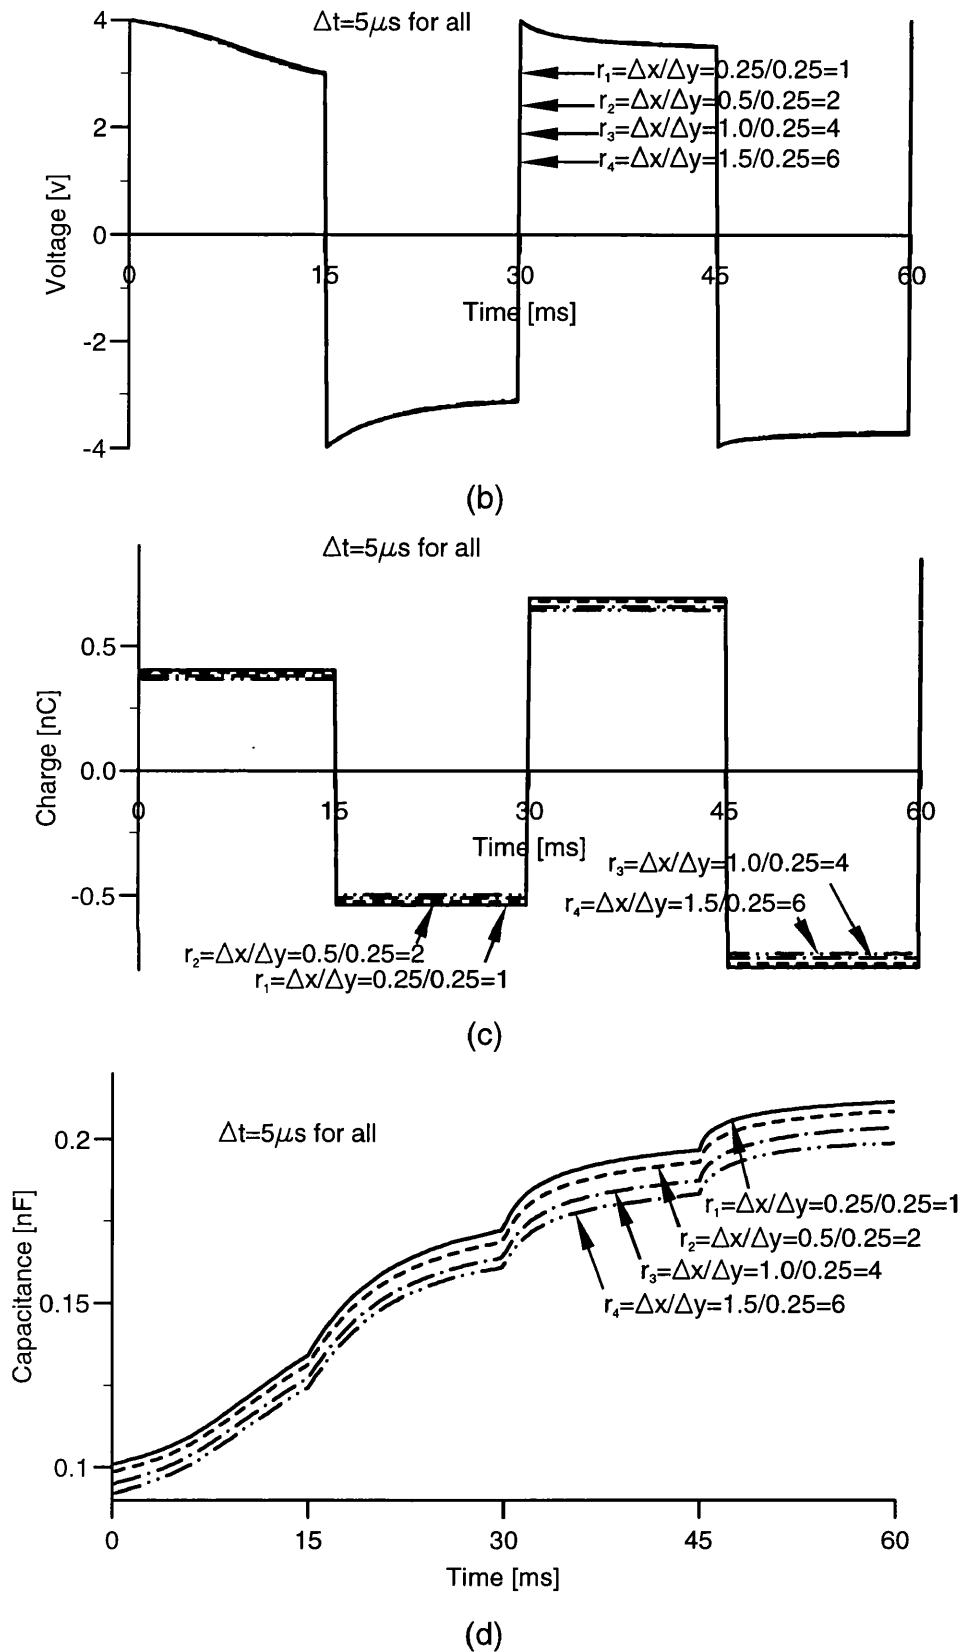 Δt=5μs for all
4
r₁=Δx/Δy=0.25/0.25=1
r₂=Δx/Δy=0.5/0.25=2
2
r₃=Δx/Δy=1.0/0.25=4
r₄=Δx/Δy=1.5/0.25=6
Voltage [v]
0
0 15 30 45 60
Time [ms]
-2
-4
(b)
Δt=5μs for all
0.5
Charge [nC]
0.0
0 15 30 45 60
Time [ms]
r₃=Δx/Δy=1.0/0.25=4
-0.5
r₄=Δx/Δy=1.5/0.25=6
r₂=Δx/Δy=0.5/0.25=2
r₁=Δx/Δy=0.25/0.25=1
(c)
Δt=5μs for all
0.2
r₁=Δx/Δy=0.25/0.25=1
r₂=Δx/Δy=0.5/0.25=2
r₃=Δx/Δy=1.0/0.25=4
r₄=Δx/Δy=1.5/0.25=6
Capacitance [nF]
0.15
0.1
0 15 30 45 60
Time [ms]
(d)